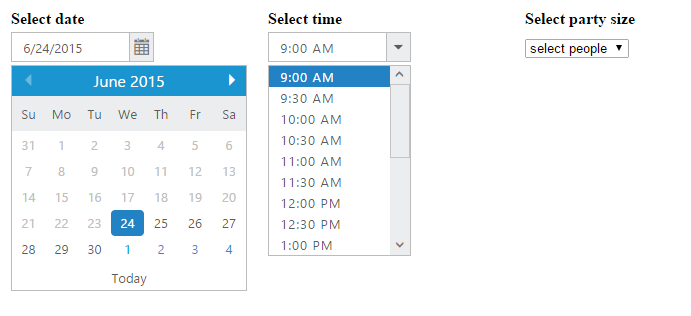 Select date
6/24/2015
June 2015
Su Mo Tu We Th Fr Sa
31 1 2 3 4 5 6
7 8 9 10 11 12 13
14 15 16 17 18 19 20
21 22 23 24 25 26 27
28 29 30 1 2 3 4
Today
Select time
9:00 AM
9:00 AM
9:30 AM
10:00 AM
10:30 AM
11:00 AM
11:30 AM
12:00 PM
12:30 PM
1:00 PM
Select party size
select people